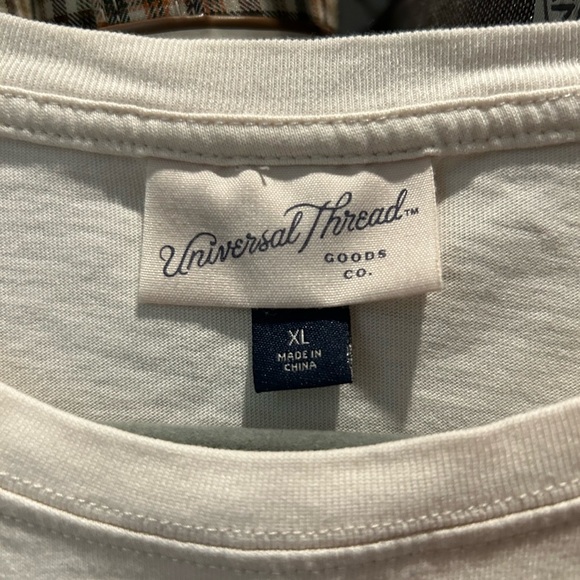 Universal Thread™
GOODS
CO.
XL
MADE IN
CHINA